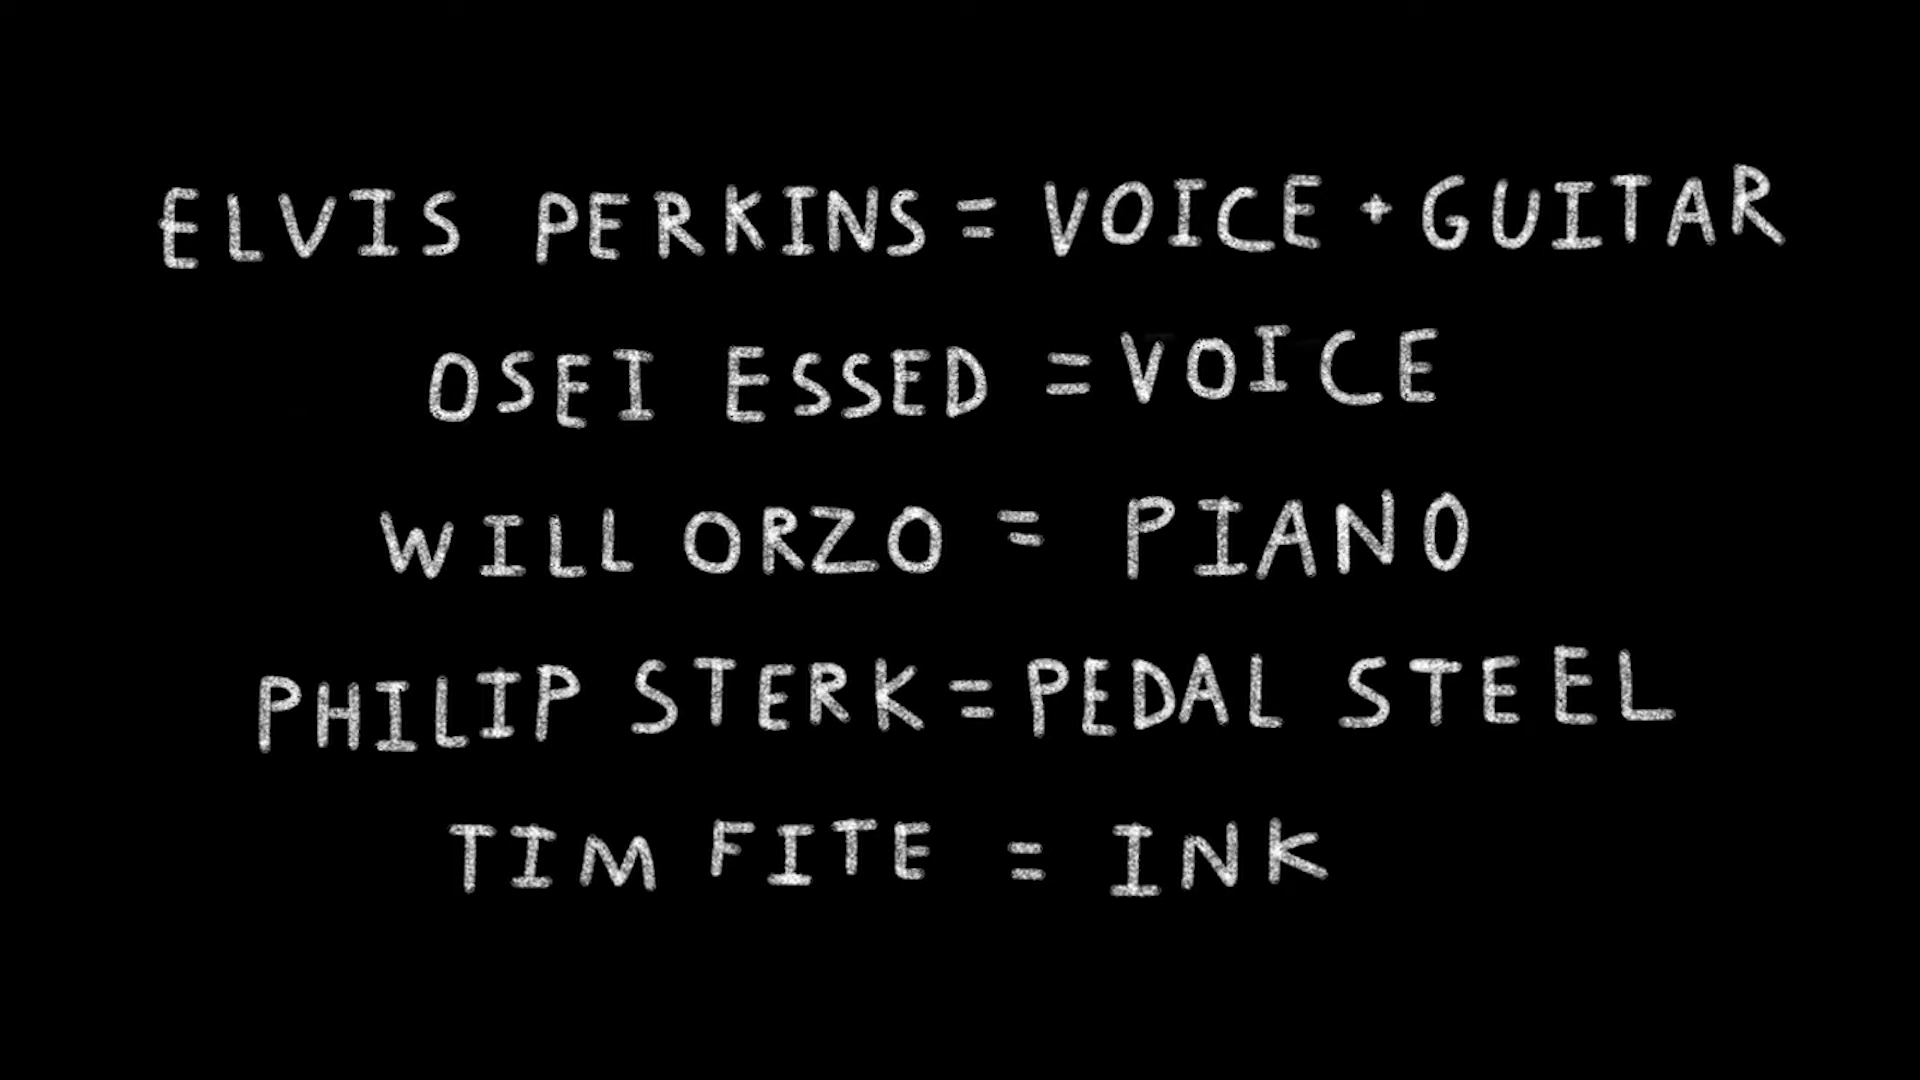 ELVIS PERKINS = VOICE + GUITAR
OSEI ESSED = VOICE
WILL ORZO = PIANO
PHILIP STERK = PEDAL STEEL
TIM FITE = INK